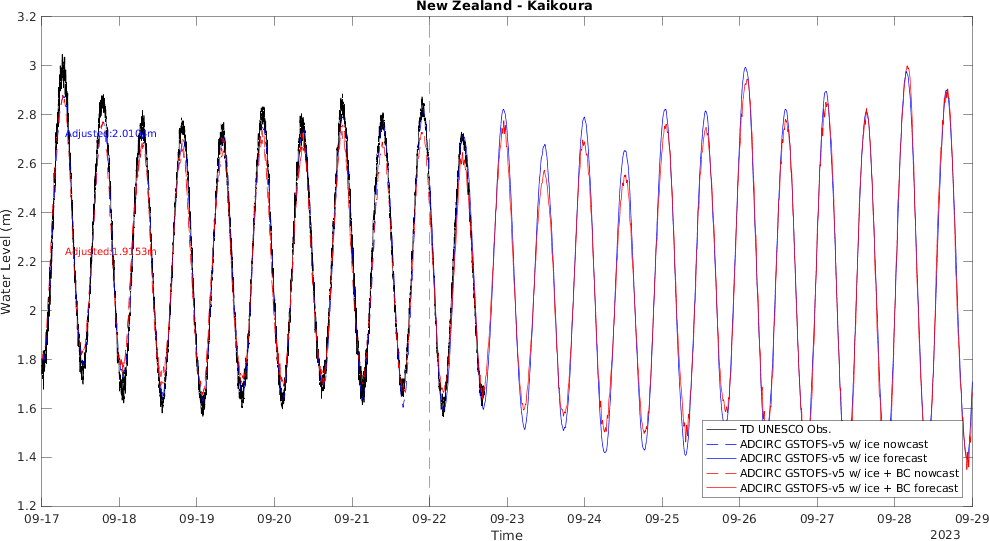 New Zealand - Kaikoura
3.2
3
2.8
2.6
2.4
2.2
2
1.8
1.6
1.4
1.2
Water Level (m)
Adjusted:1.9153m
TD UNESCO Obs.
ADCIRC GSTOFS-v5 w/ ice nowcast
ADCIRC GSTOFS-v5 w/ ice forecast
ADCIRC GSTOFS-v5 w/ ice + BC nowcast
ADCIRC GSTOFS-v5 w/ ice + BC forecast
09-17 09-18 09-19 09-20 09-21 09-22 09-23 09-24 09-25 09-26 09-27 09-28 09-29
Time
2023